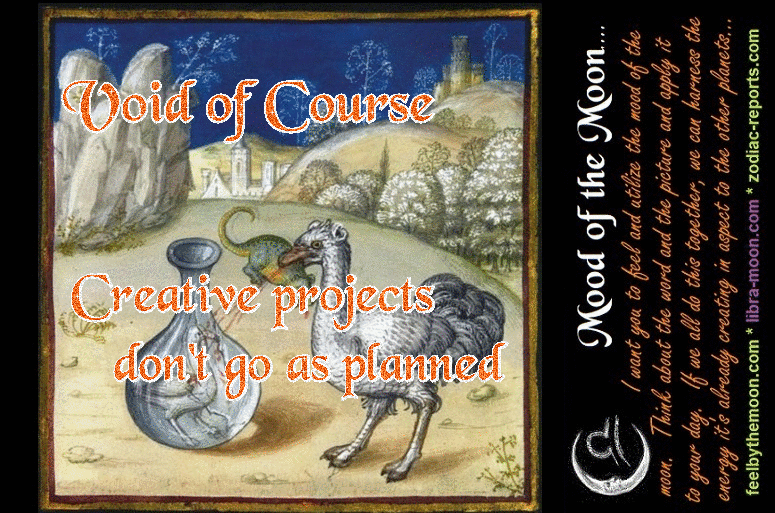 Void of Course
Creative projects
don't go as planned
Mood of the Moon....
I want you to feel and utilize the mood of the
moon. Think about the word and the picture and apply it
to your day. If we all do this together, we can harness the
energy it's already creating in aspect to the other planets...
feelbythemoon.com * libra-moon.com * zodiac-reports.com